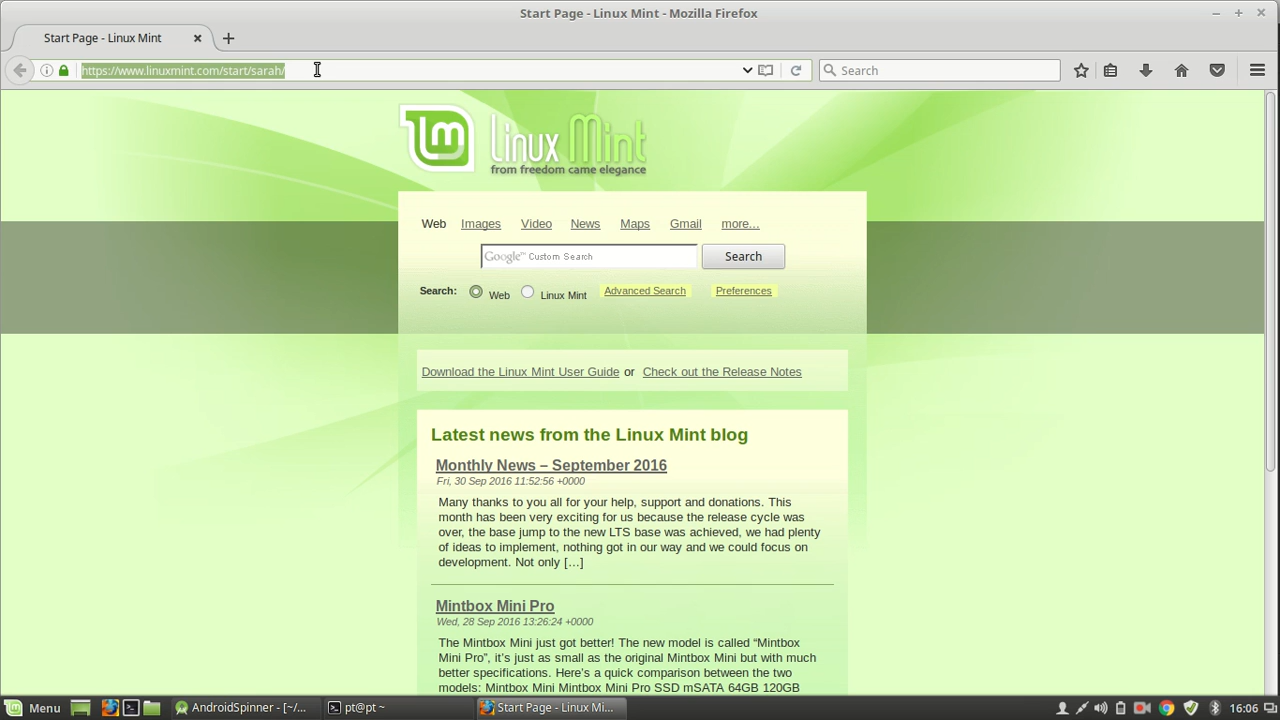 Start Page - Linux Mint - Mozilla Firefox
Start Page - Linux Mint
https://www.linuxmint.com/start/sarah/
Search
Linux Mint
from freedom came elegance
Web Images Video News Maps Gmail more...
Google™ Custom Search
Search
Search: Web Linux Mint Advanced Search Preferences
Download the Linux Mint User Guide or Check out the Release Notes
Latest news from the Linux Mint blog
Monthly News – September 2016
Fri, 30 Sep 2016 11:52:56 +0000
Many thanks to you all for your help, support and donations. This
month has been very exciting for us because the release cycle was
over, the base jump to the new LTS base was achieved, we had plenty
of ideas to implement, nothing got in our way and we could focus on
development. Not only […]
Mintbox Mini Pro
Wed, 28 Sep 2016 13:26:24 +0000
The Mintbox Mini just got better! The new model is called “Mintbox
Mini Pro”, it’s just as small as the original Mintbox Mini but with much
better specifications. Here’s a quick comparison between the two
models: Mintbox Mini Mintbox Mini Pro SSD mSATA 64GB 120GB
Menu AndroidSpinner - [~/... pt@pt ~ Start Page - Linux Mi... 16:06